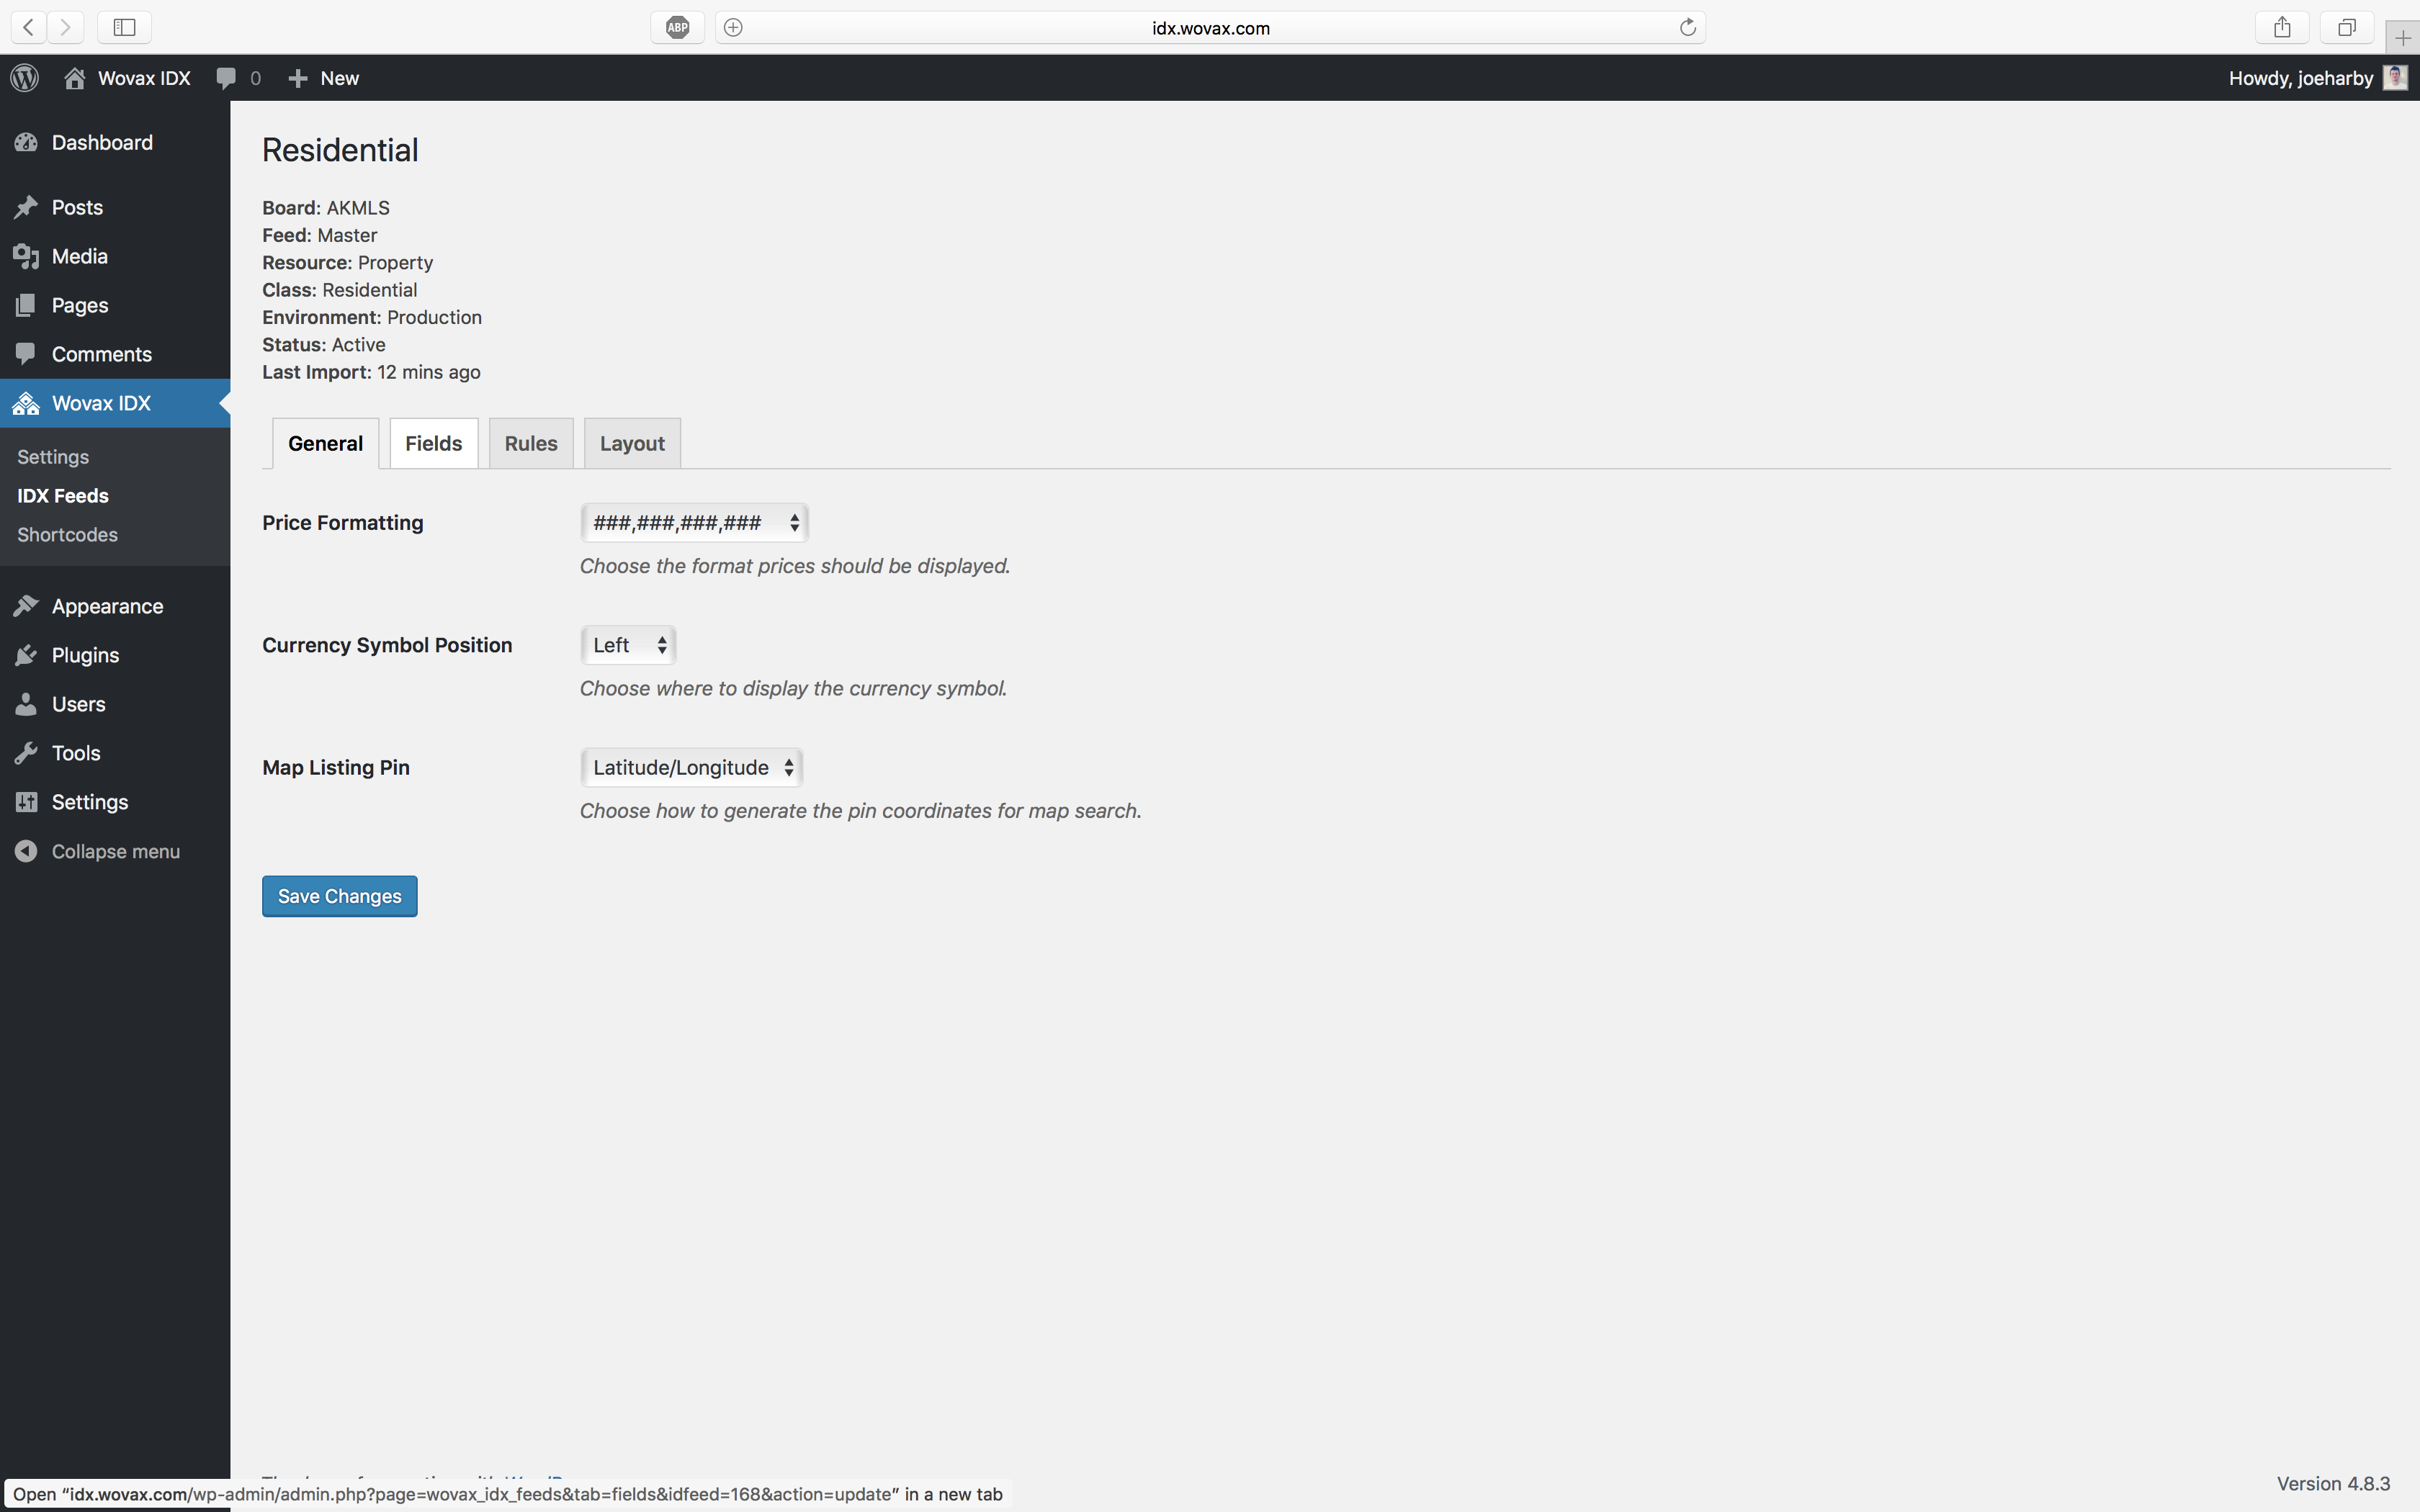 ABP
idx.wovax.com
Wovax IDX
0
New
Howdy, joeharby
Dashboard
Posts
Media
Pages
Comments
Wovax IDX
Settings
IDX Feeds
Shortcodes
Appearance
Plugins
Users
Tools
Settings
Collapse menu
Residential
Board: AKMLS
Feed: Master
Resource: Property
Class: Residential
Environment: Production
Status: Active
Last Import: 12 mins ago
General
Fields
Rules
Layout
Price Formatting
###,###,###,###
Choose the format prices should be displayed.
Currency Symbol Position
Left
Choose where to display the currency symbol.
Map Listing Pin
Latitude/Longitude
Choose how to generate the pin coordinates for map search.
Save Changes
Version 4.8.3
Open “idx.wovax.com/wp-admin/admin.php?page=wovax_idx_feeds&tab=fields&idfeed=168&action=update” in a new tab